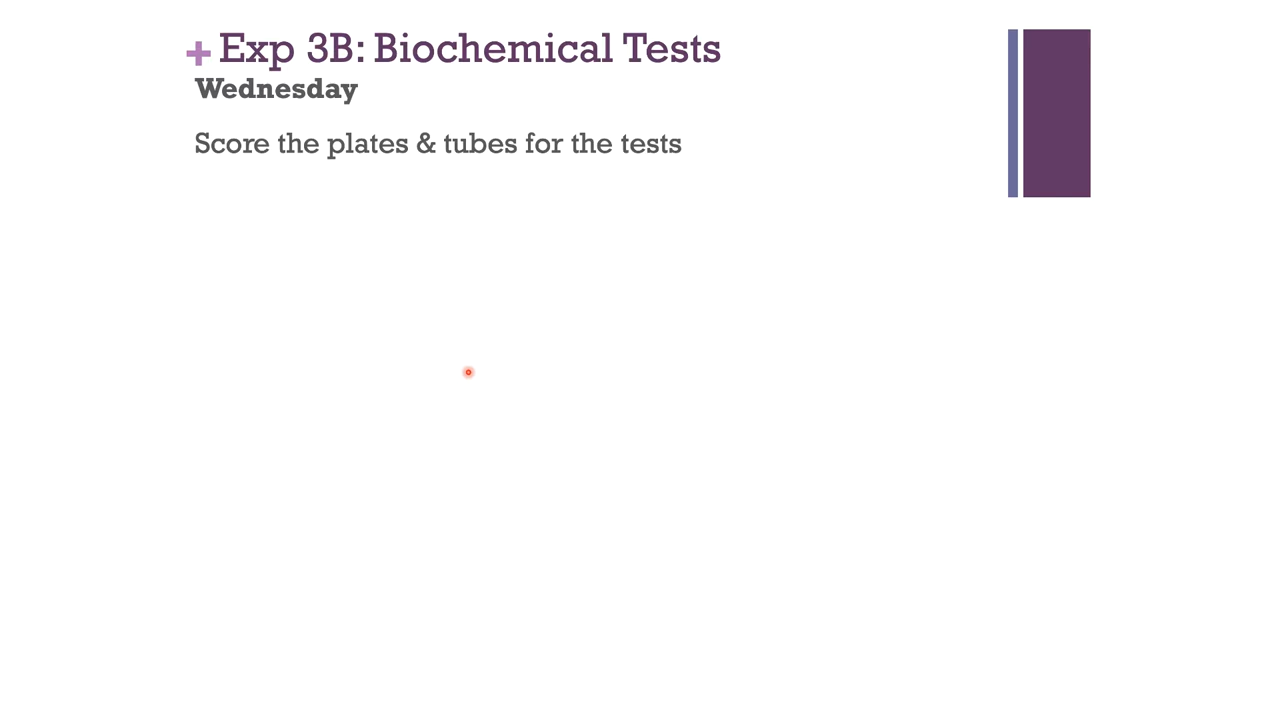 + Exp 3B: Biochemical Tests
Wednesday
Score the plates & tubes for the tests